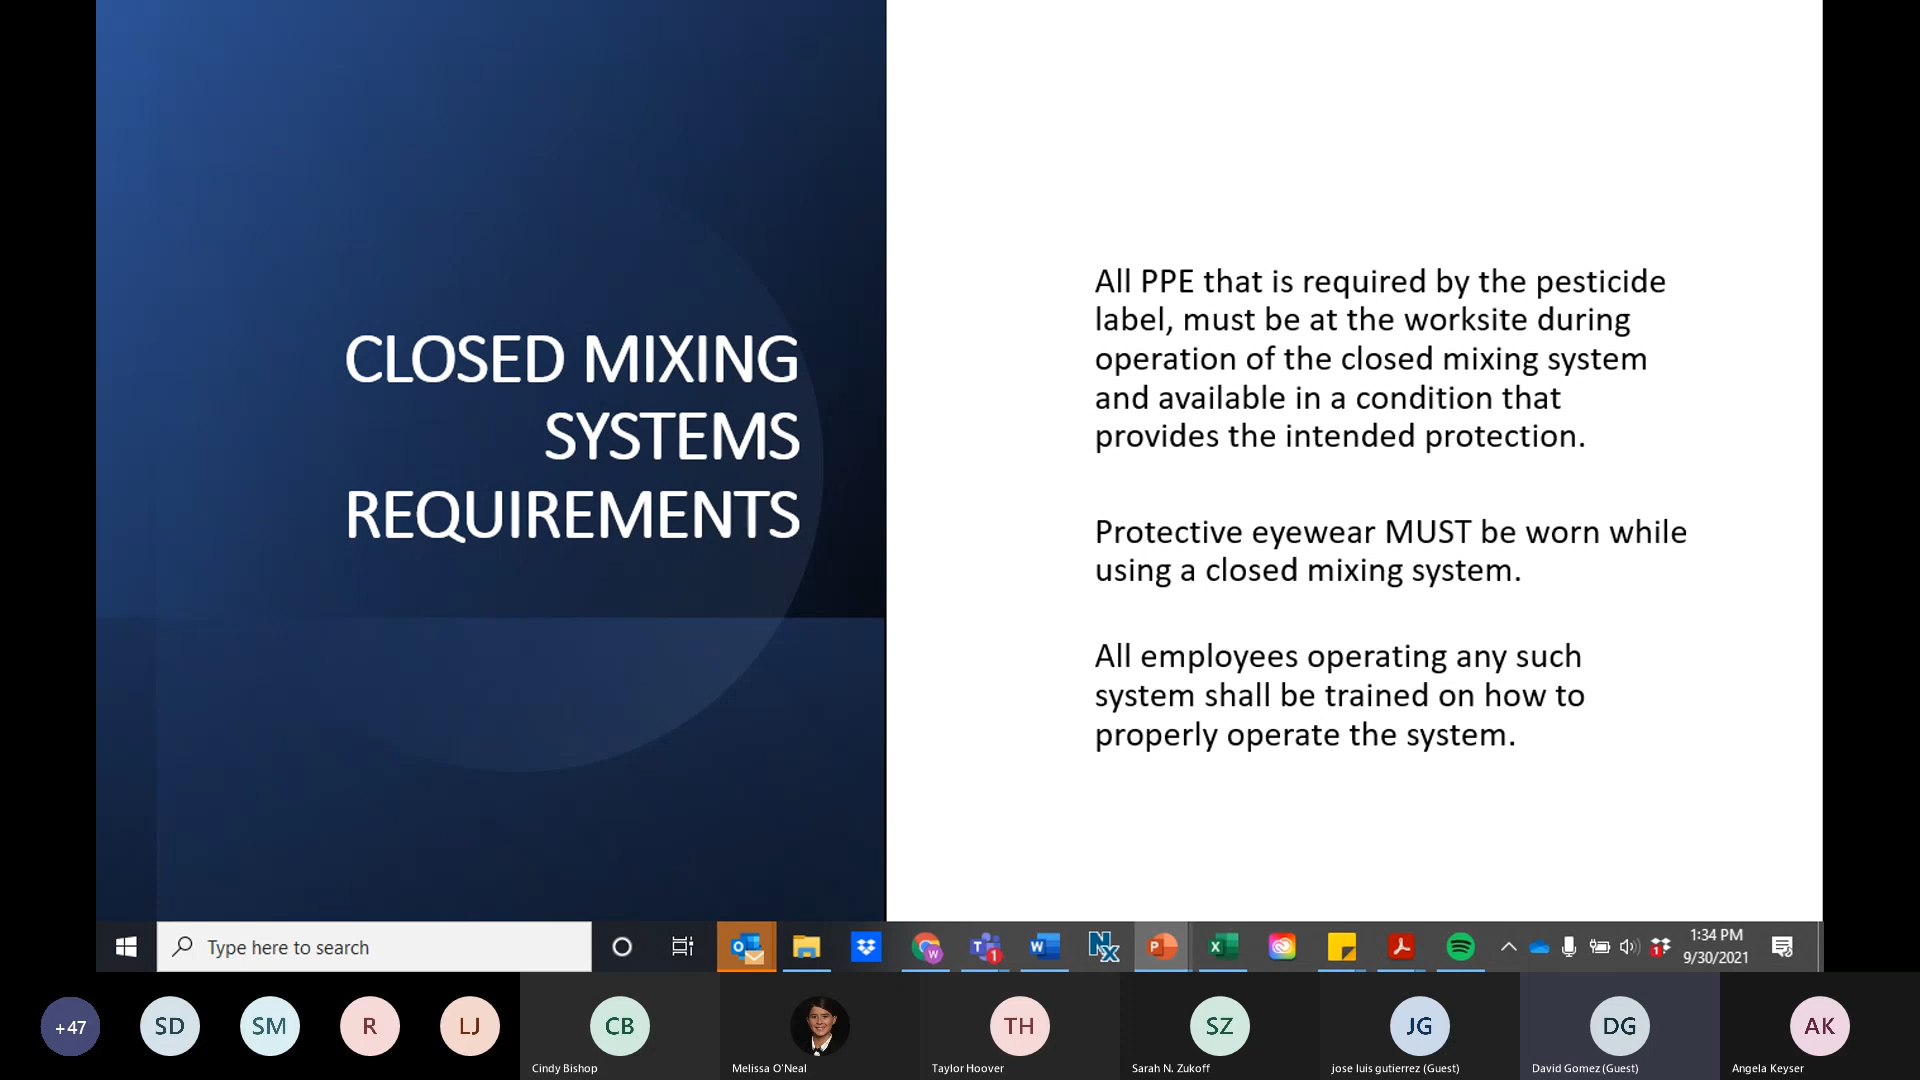 CLOSED MIXING
SYSTEMS
REQUIREMENTS
All PPE that is required by the pesticide
label, must be at the worksite during
operation of the closed mixing system
and available in a condition that
provides the intended protection.
Protective eyewear MUST be worn while
using a closed mixing system.
All employees operating any such
system shall be trained on how to
properly operate the system.
Type here to search
1:34 PM
9/30/2021
+47
SD
SM
R
LJ
CB
TH
SZ
JG
DG
AK
Cindy Bishop
Melissa O'Neal
Taylor Hoover
Sarah N. Zukoff
jose luis gutierrez (Guest)
David Gomez (Guest)
Angela Keyser